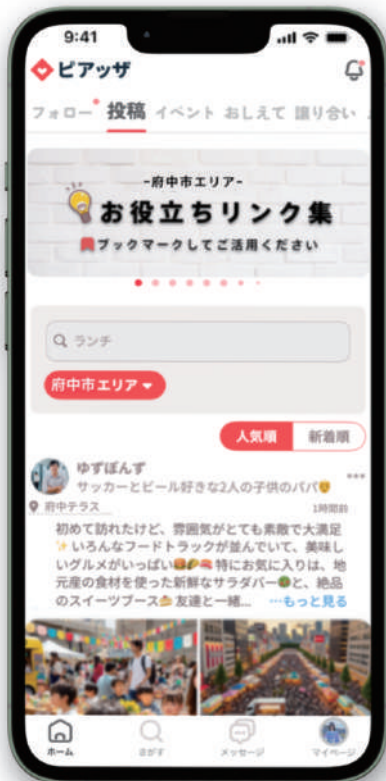 9:41
ピアッザ
フォロー 投稿 イベント おしえて 譲り合い
-府中市エリア-
お役立ちリンク集
ブックマークしてご活用ください
ランチ
府中市エリア
人気順 新着順
ゆずぽんず
サッカーとビール好きな2人の子供のパパ
府中テラス 1時間前
初めて訪れたけど、雰囲気がとても素敵で大満足
✨いろんなフードトラックが並んでいて、美味し
いグルメがいっぱい🍔🌮🍣特にお気に入りは、地
元産の食材を使った新鮮なサラダバー🥬と、絶品
のスイーツブース🍰友達と一緒... …もっと見る
ホーム さがす メッセージ マイページ